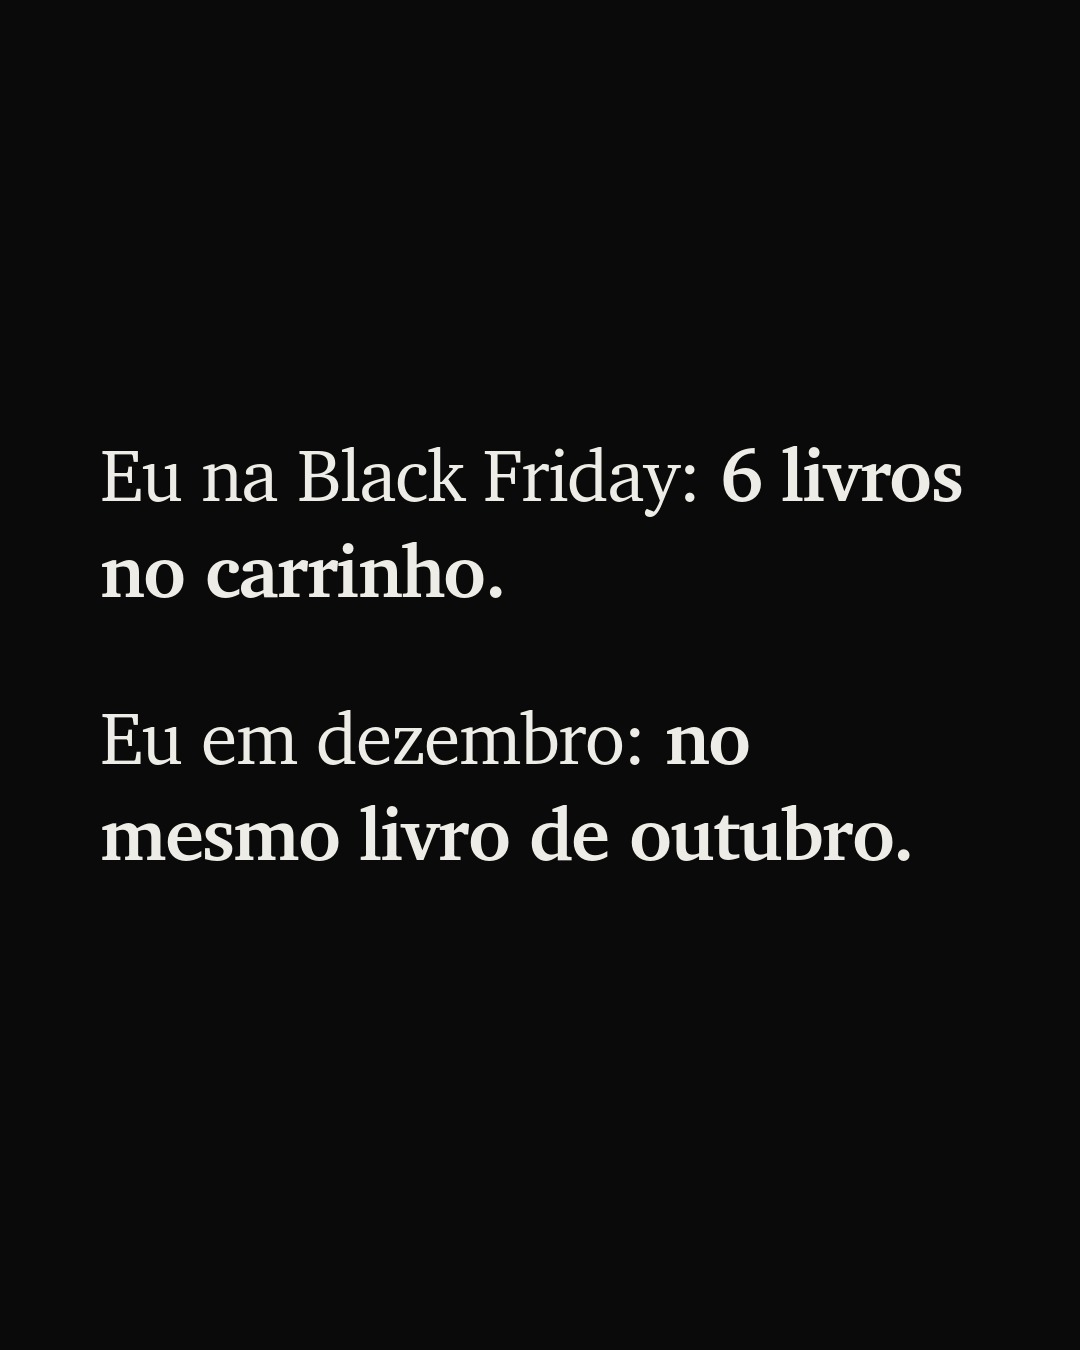 Eu na Black Friday: 6 livros
no carrinho.
Eu em dezembro: no
mesmo livro de outubro.